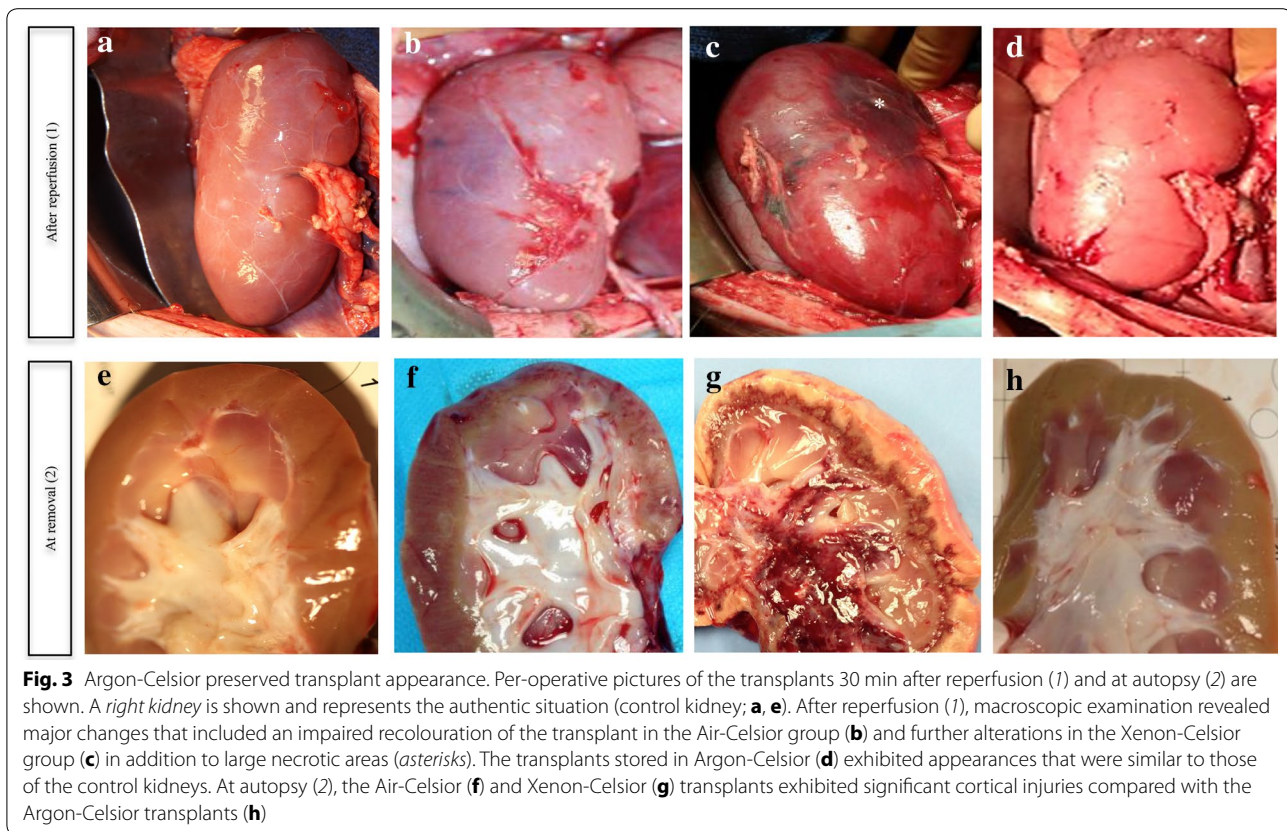 After reperfusion (1)
a
b
c
*
d
At removal (2)
e
1
f
g
h
1
Fig. 3 Argon-Celsior preserved transplant appearance. Per-operative pictures of the transplants 30 min after reperfusion (1) and at autopsy (2) are
shown. A right kidney is shown and represents the authentic situation (control kidney; a, e). After reperfusion (1), macroscopic examination revealed
major changes that included an impaired recolouration of the transplant in the Air-Celsior group (b) and further alterations in the Xenon-Celsior
group (c) in addition to large necrotic areas (asterisks). The transplants stored in Argon-Celsior (d) exhibited appearances that were similar to those
of the control kidneys. At autopsy (2), the Air-Celsior (f) and Xenon-Celsior (g) transplants exhibited significant cortical injuries compared with the
Argon-Celsior transplants (h)